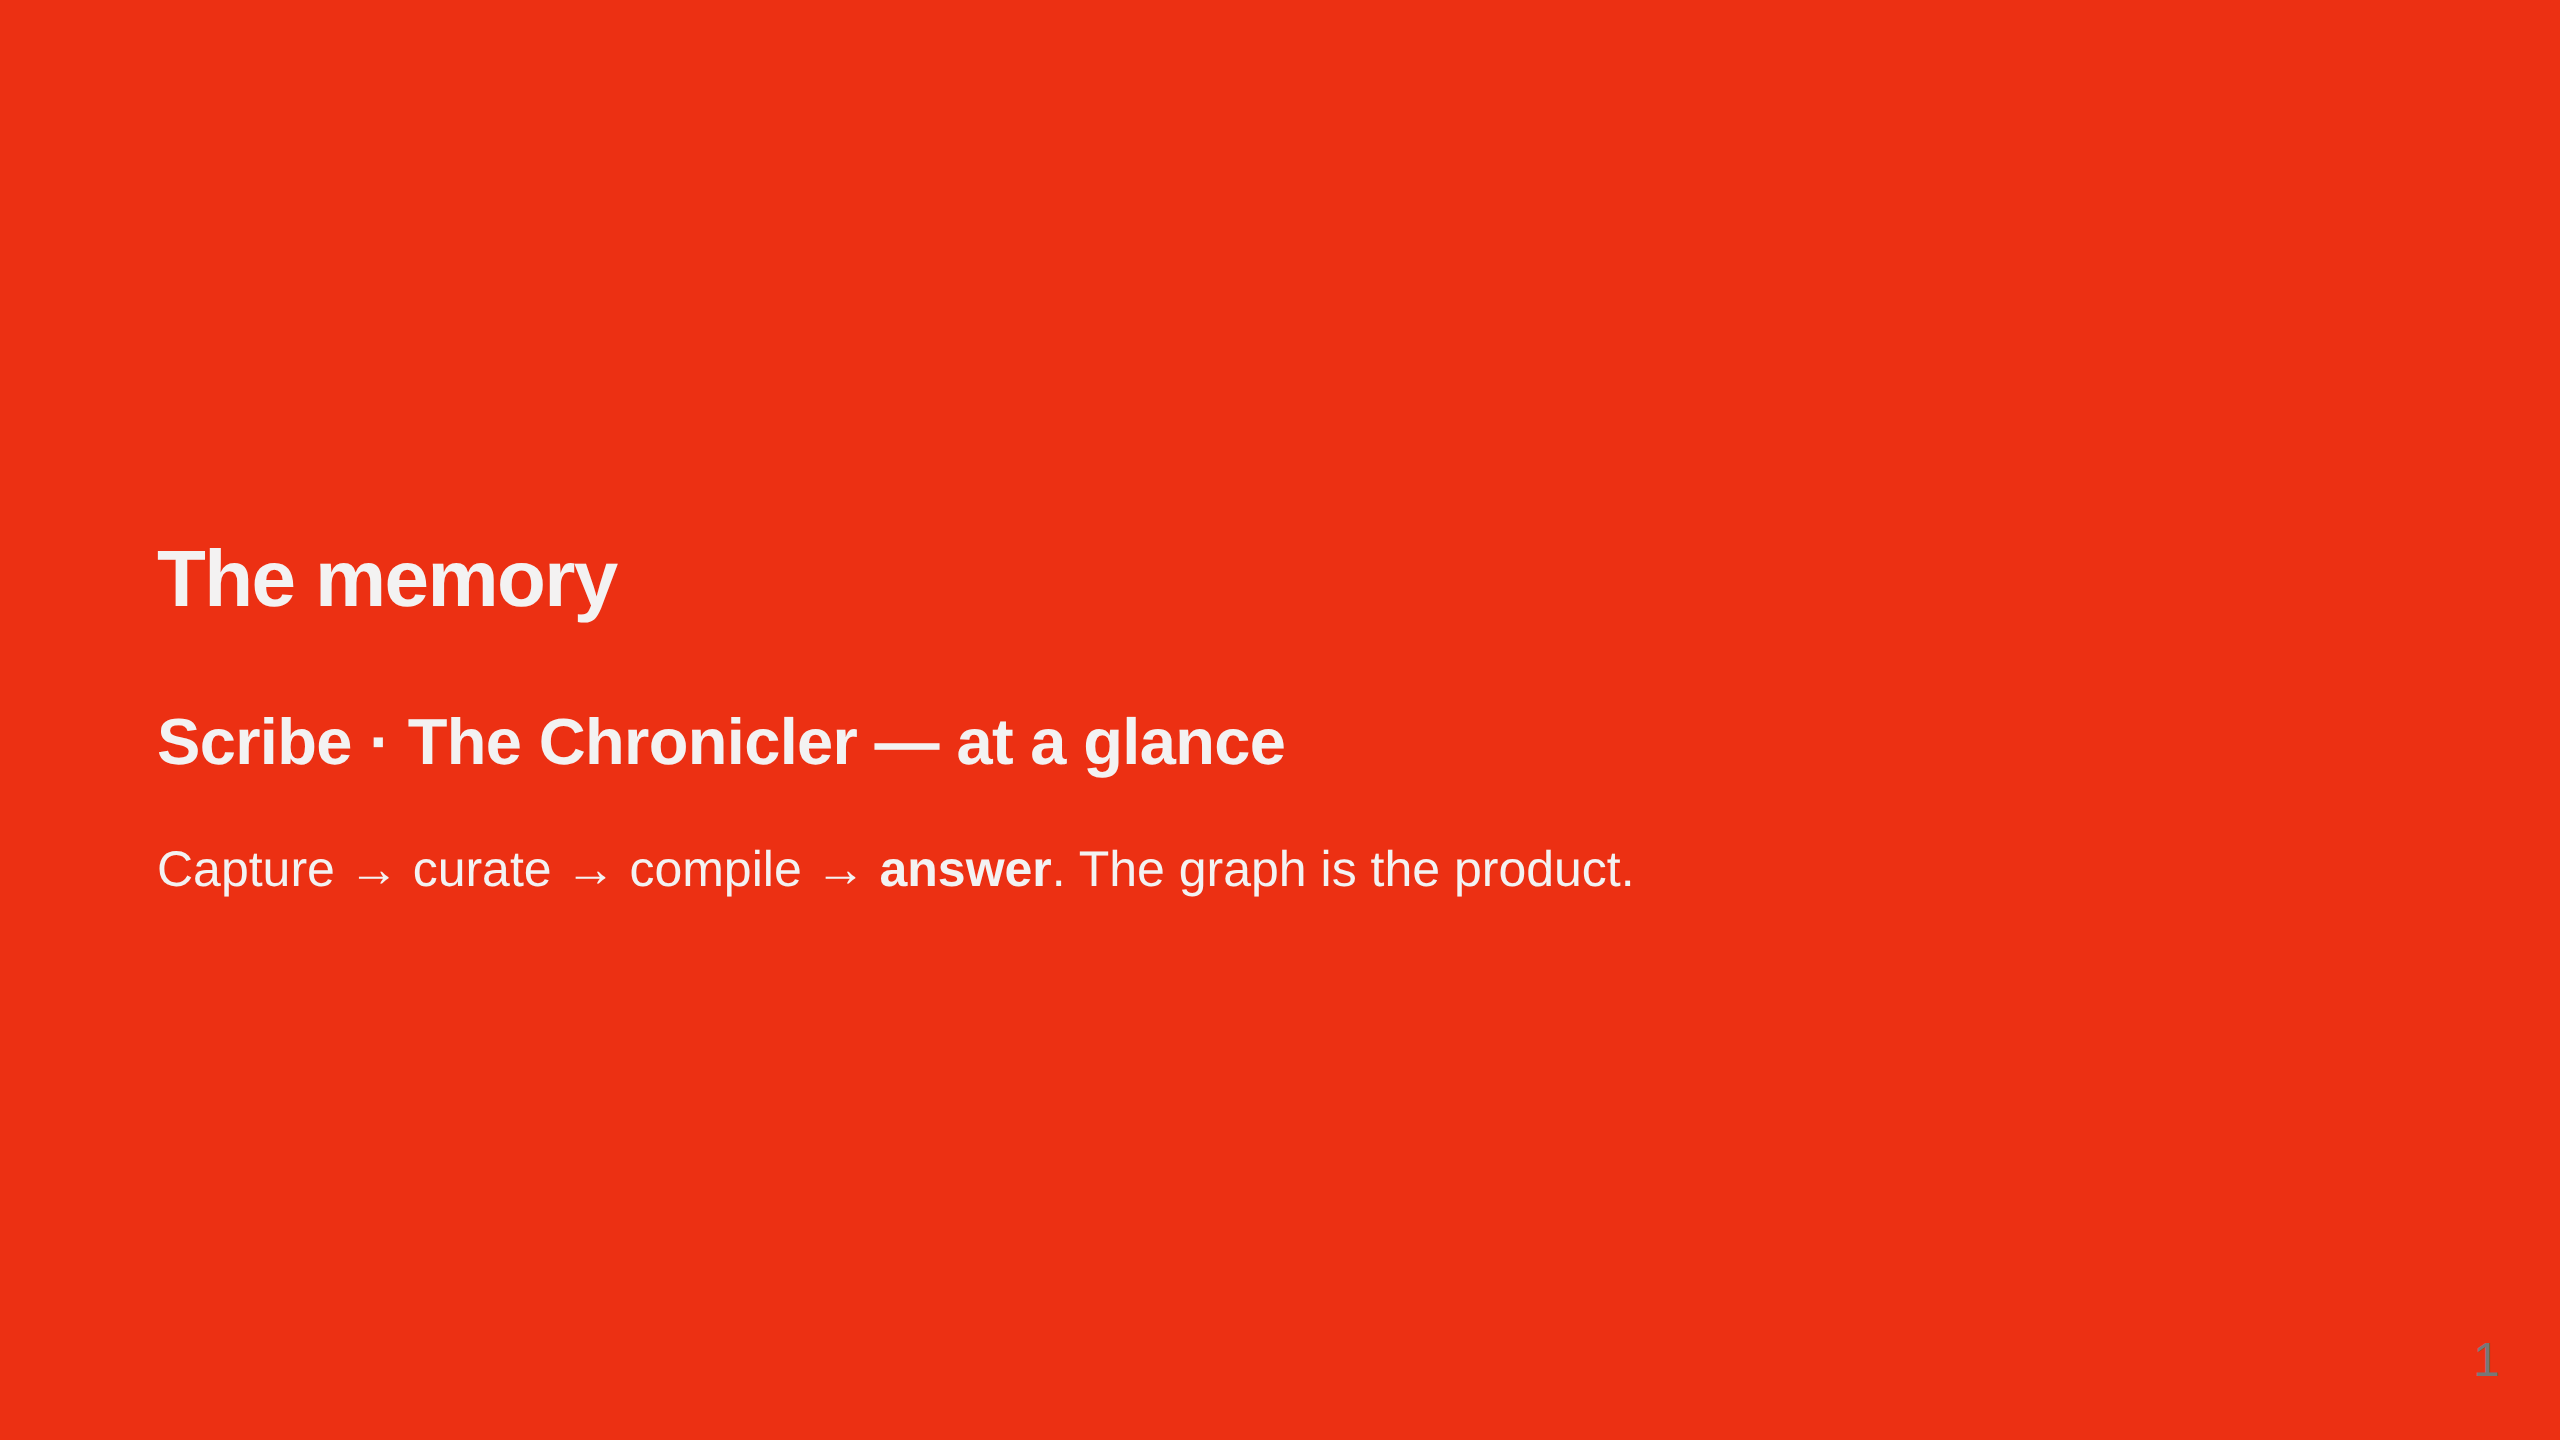 The memory
Scribe · The Chronicler — at a glance
Capture → curate → compile → answer. The graph is the product.
1